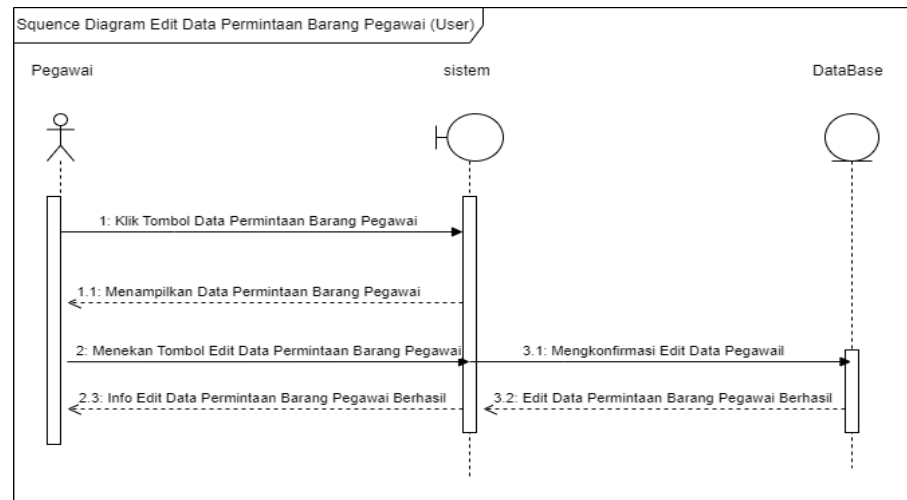 Squence Diagram Edit Data Permintaan Barang Pegawai (User)
Pegawai
sistem
DataBase
1: Klik Tombol Data Permintaan Barang Pegawai
1.1: Menampilkan Data Permintaan Barang Pegawai
2: Menekan Tombol Edit Data Permintaan Barang Pegawai
3.1: Mengkonfirmasi Edit Data Pegawail
2.3: Info Edit Data Permintaan Barang Pegawai Berhasil
3.2: Edit Data Permintaan Barang Pegawai Berhasil